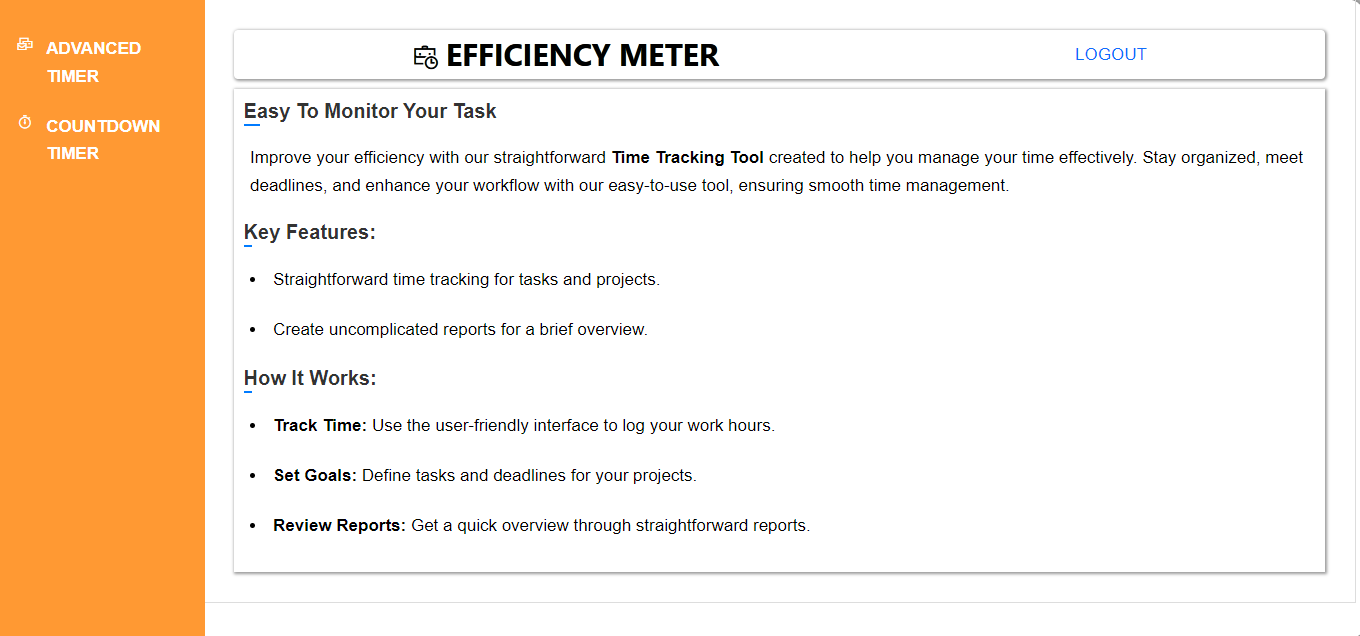 ADVANCED
TIMER
COUNTDOWN
TIMER
EFFICIENCY METER
LOGOUT
Easy To Monitor Your Task
Improve your efficiency with our straightforward Time Tracking Tool created to help you manage your time effectively. Stay organized, meet
deadlines, and enhance your workflow with our easy-to-use tool, ensuring smooth time management.
Key Features:
• Straightforward time tracking for tasks and projects.
• Create uncomplicated reports for a brief overview.
How It Works:
• Track Time: Use the user-friendly interface to log your work hours.
• Set Goals: Define tasks and deadlines for your projects.
• Review Reports: Get a quick overview through straightforward reports.